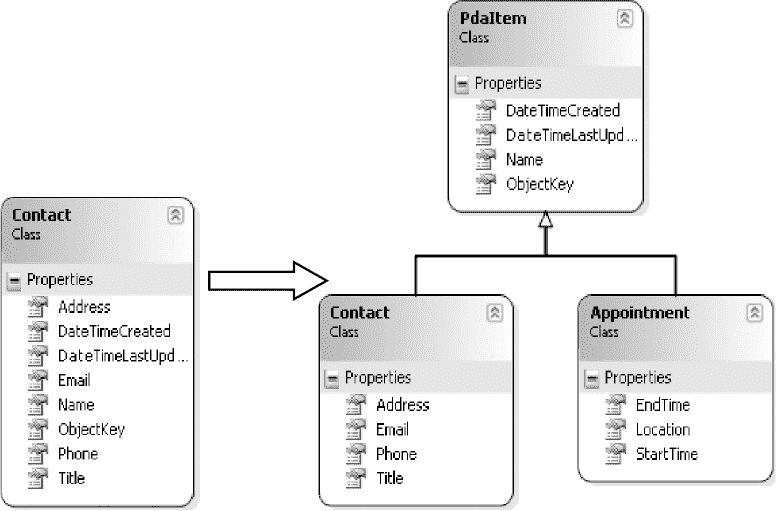 PdaItem
Class
Properties
DateTimeCreated
DateTimeLastUpd...
Name
ObjectKey
Contact
Class
Properties
Address
DateTimeCreated
DateTimeLastUpd...
Email
Name
ObjectKey
Phone
Title
Contact
Class
Properties
Address
Email
Phone
Title
Appointment
Class
Properties
EndTime
Location
StartTime